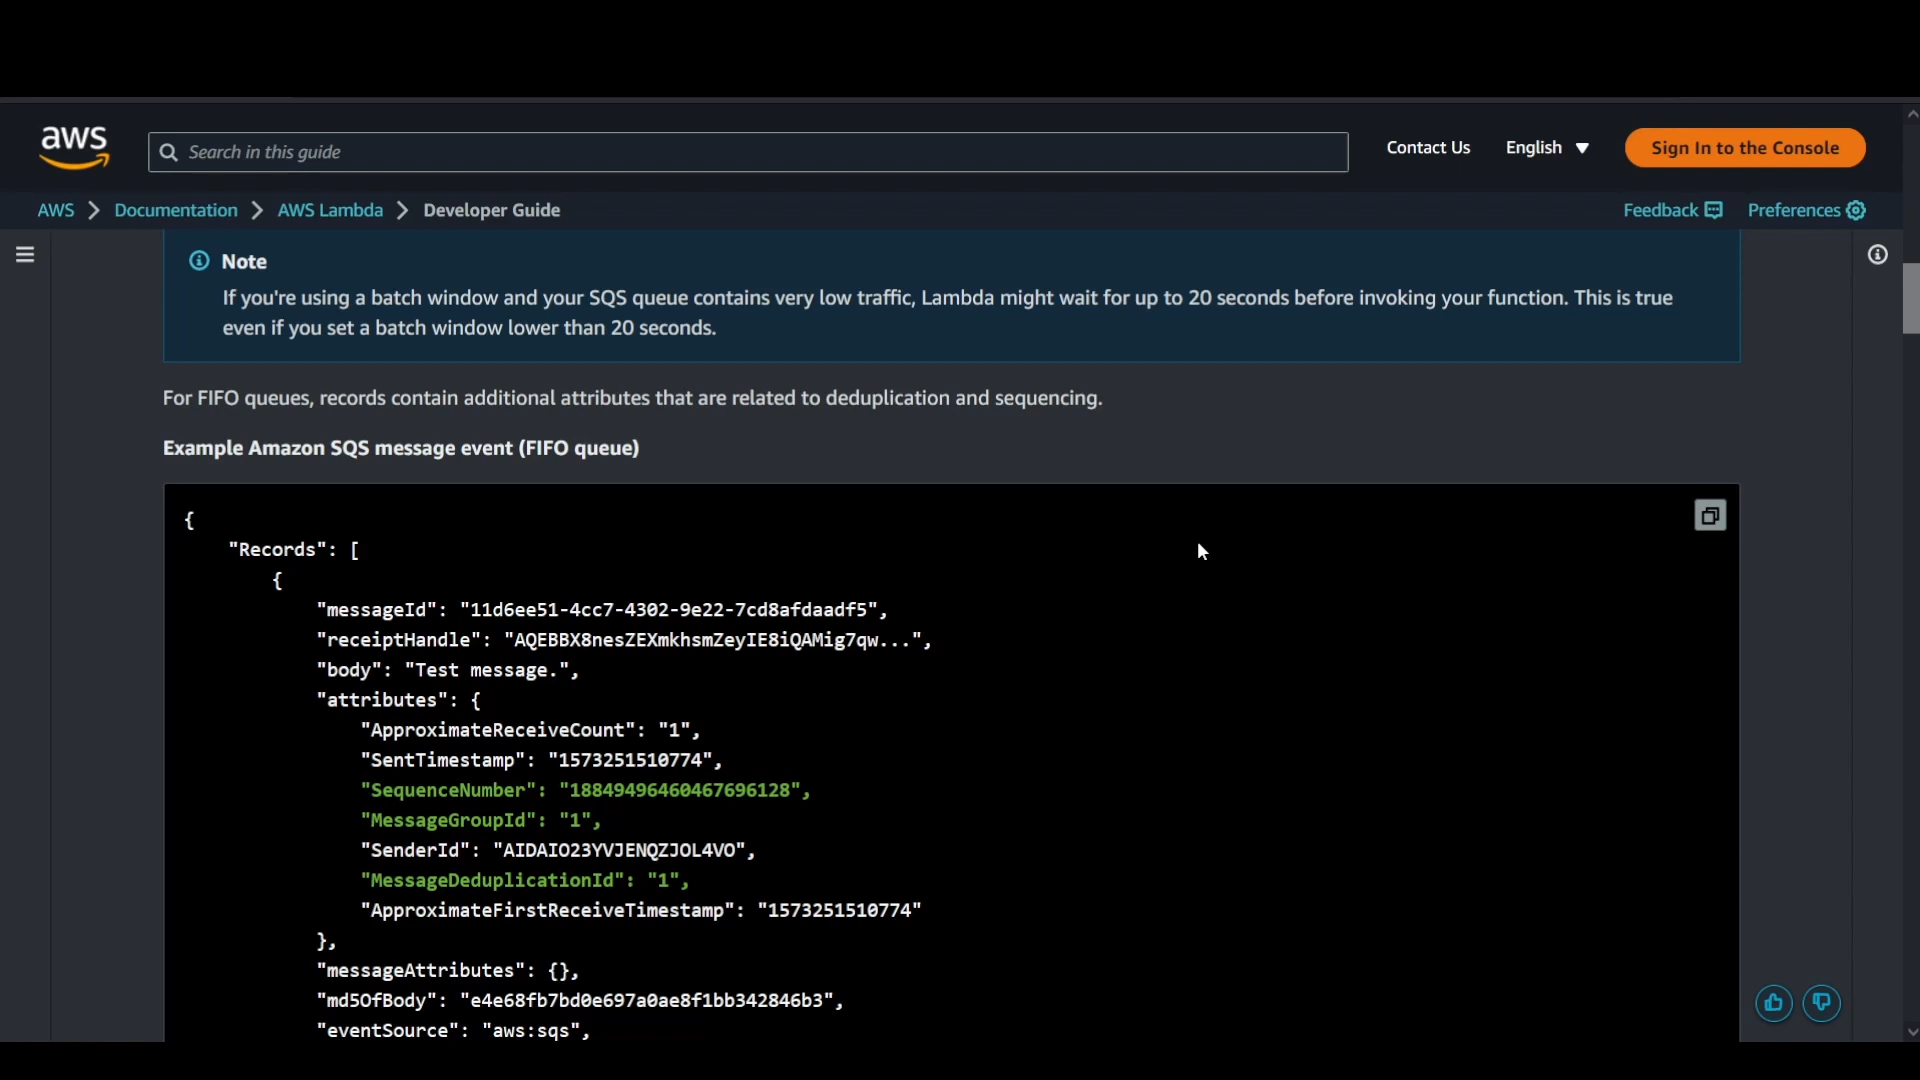 aws
Search in this guide
Contact Us
English
Sign In to the Console
AWS > Documentation > AWS Lambda > Developer Guide
Feedback
Preferences
Note
If you're using a batch window and your SQS queue contains very low traffic, Lambda might wait for up to 20 seconds before invoking your function. This is true
even if you set a batch window lower than 20 seconds.
For FIFO queues, records contain additional attributes that are related to deduplication and sequencing.
Example Amazon SQS message event (FIFO queue)
{
"Records": [
{
"messageId": "11d6ee51-4cc7-4302-9e22-7cd8afdaadf5",
"receiptHandle": "AQEBBX8nesZEXmkhsmZeyIE8iQAMig7qw...",
"body": "Test message.",
"attributes": {
"ApproximateReceiveCount": "1",
"SentTimestamp": "1573251510774",
"SequenceNumber": "18849496460467696128",
"MessageGroupId": "1",
"SenderId": "AIDAIO23YVJENQZJOL4VO",
"MessageDeduplicationId": "1",
"ApproximateFirstReceiveTimestamp": "1573251510774"
},
"messageAttributes": {},
"md5OfBody": "e4e68fb7bd0e697a0ae8f1bb342846b3",
"eventSource": "aws:sqs",